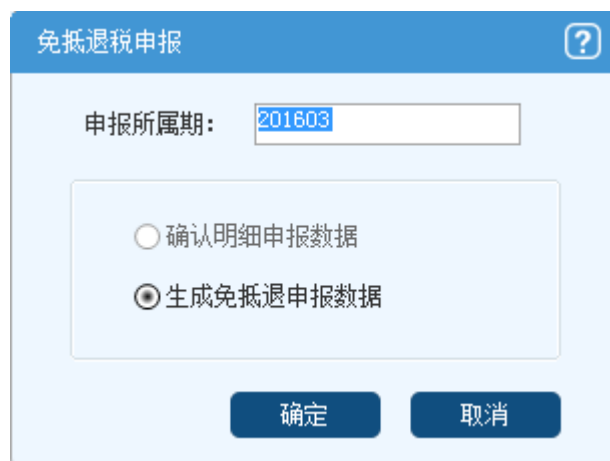 免抵退税申报
?
申报所属期：
201603
确认明细申报数据
生成免抵退申报数据
确定
取消